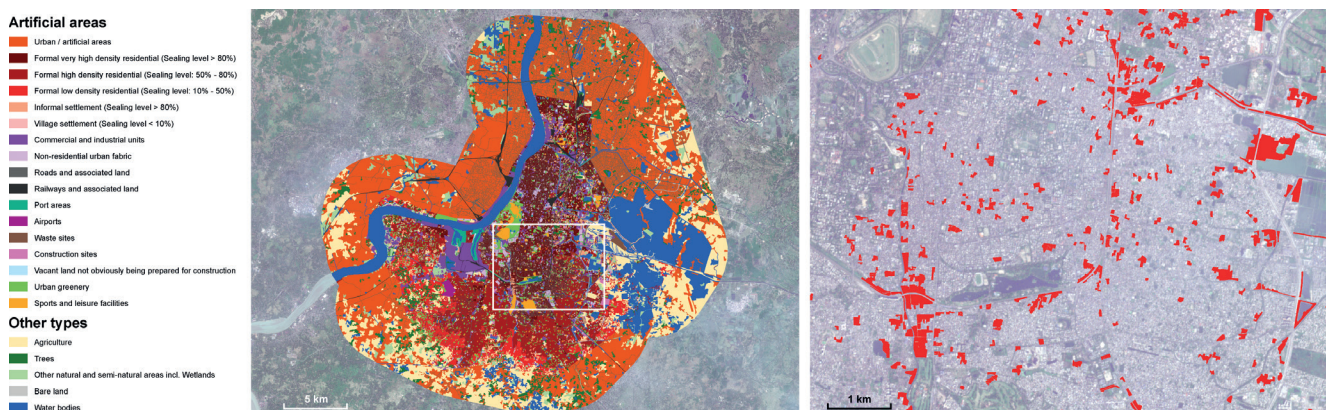 Artificial areas
Urban / artificial areas
Formal very high density residential (Sealing level > 80%)
Formal high density residential (Sealing level: 50% - 80%)
Formal low density residential (Sealing level: 10% - 50%)
Informal settlement (Sealing level > 80%)
Village settlement (Sealing level < 10%)
Commercial and industrial units
Non-residential urban fabric
Roads and associated land
Railways and associated land
Port areas
Airports
Waste sites
Construction sites
Vacant land not obviously being prepared for construction
Urban greenery
Sports and leisure facilities
Other types
Agriculture
Trees
Other natural and semi-natural areas incl. Wetlands
Bare land
Water bodies
5 km
1 km